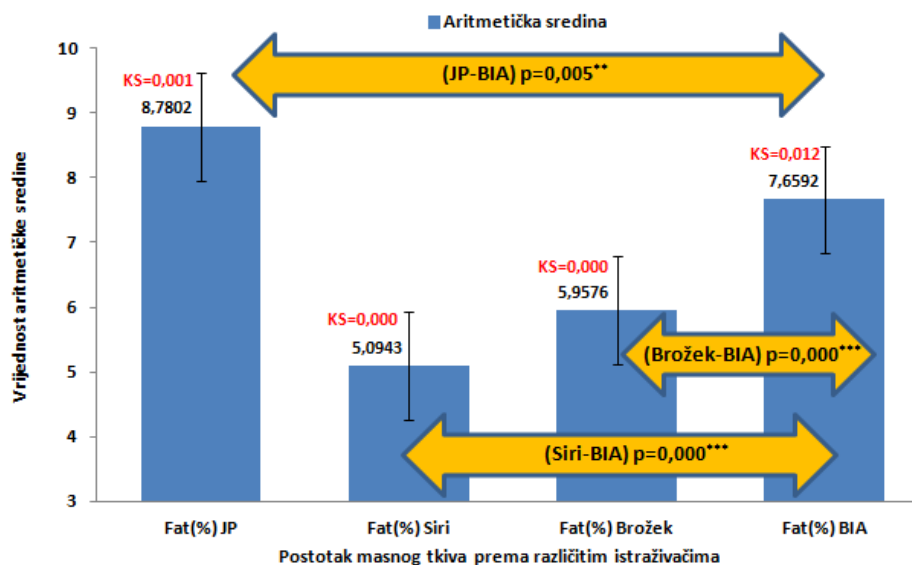 Aritmetička sredina
Vrijednost aritmetičke sredine
10
9
8
7
6
5
4
3
KS=0,001
8,7802
(JP-BIA) p=0,005**
KS=0,012
7,6592
KS=0,000
5,9576
KS=0,000
5,0943
(Brožek-BIA) p=0,000***
(Siri-BIA) p=0,000***
Fat(%) JP
Fat(%) Siri
Fat(%) Brožek
Fat(%) BIA
Postotak masnog tkiva prema različitim istraživačima